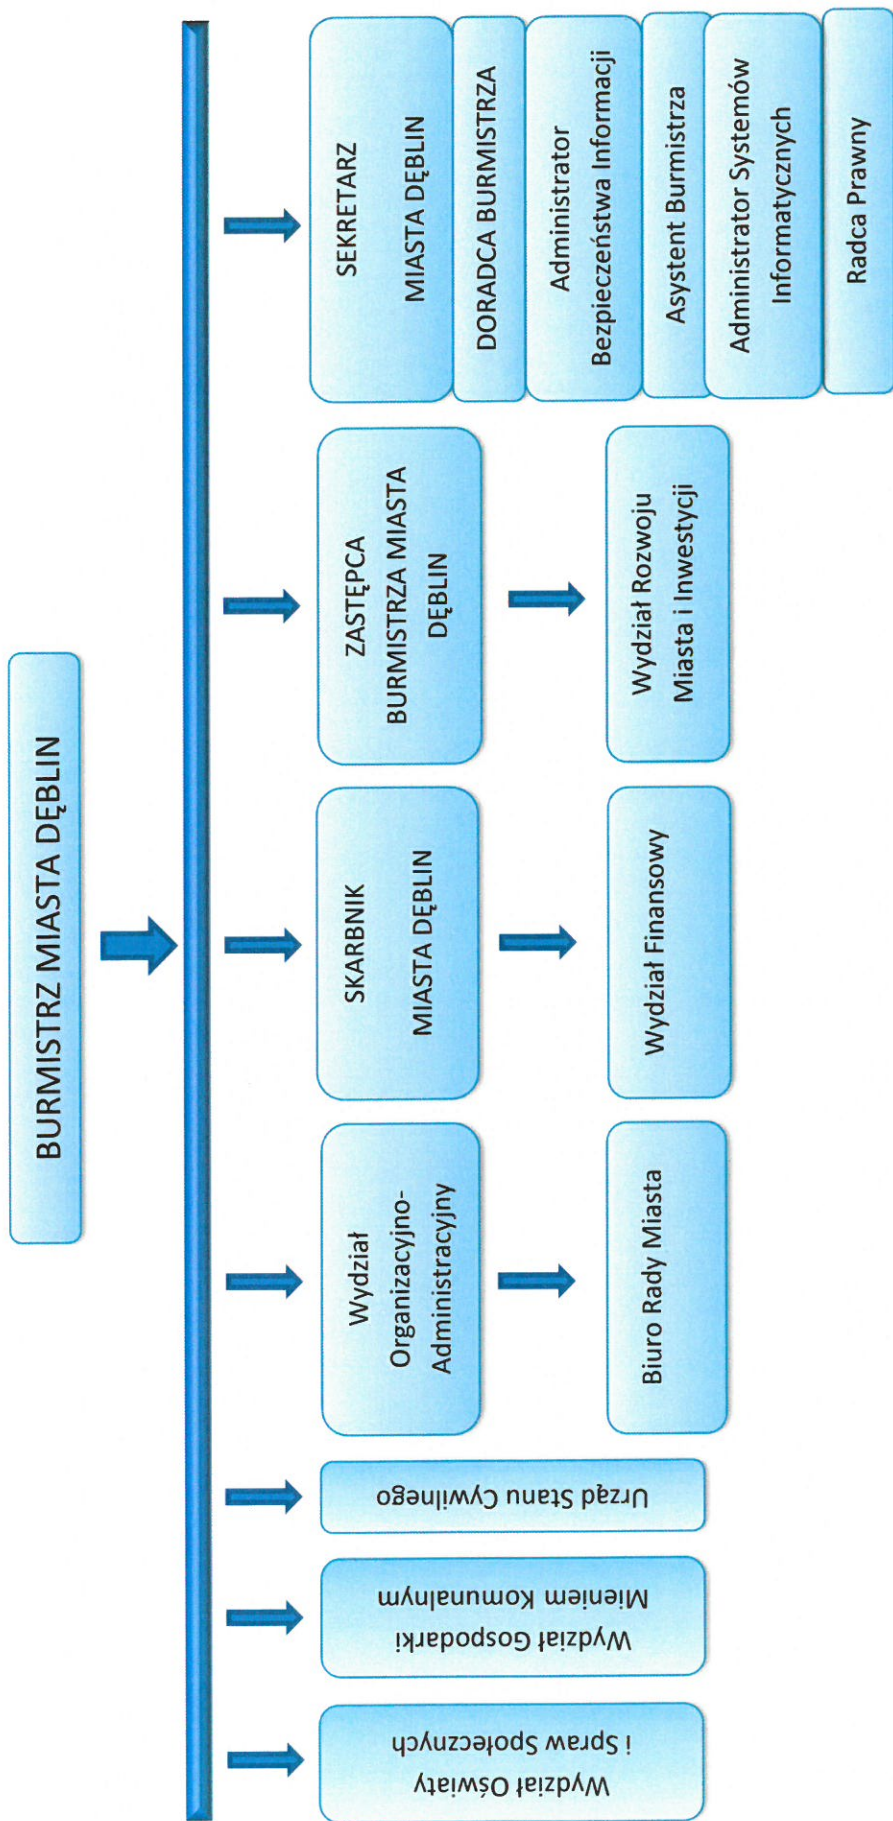 BURMISTRZ MIASTA DĘBLIN
Wydział Oświaty
i Spraw Społecznych
Wydział Gospodarki
Mieniem Komunalnym
Urząd Stanu Cywilnego
Wydział
Organizacyjno-
Administracyjny
Biuro Rady Miasta
SKARBNIK
MIASTA DĘBLIN
Wydział Finansowy
ZASTĘPCA
BURMISTRZA MIASTA
DĘBLIN
Wydział Rozwoju
Miasta i Inwestycji
SEKRETARZ
MIASTA DĘBLIN
DORADCA BURMISTRZA
Administrator
Bezpieczeństwa Informacji
Asystent Burmistrza
Administrator Systemów
Informatycznych
Radca Prawny